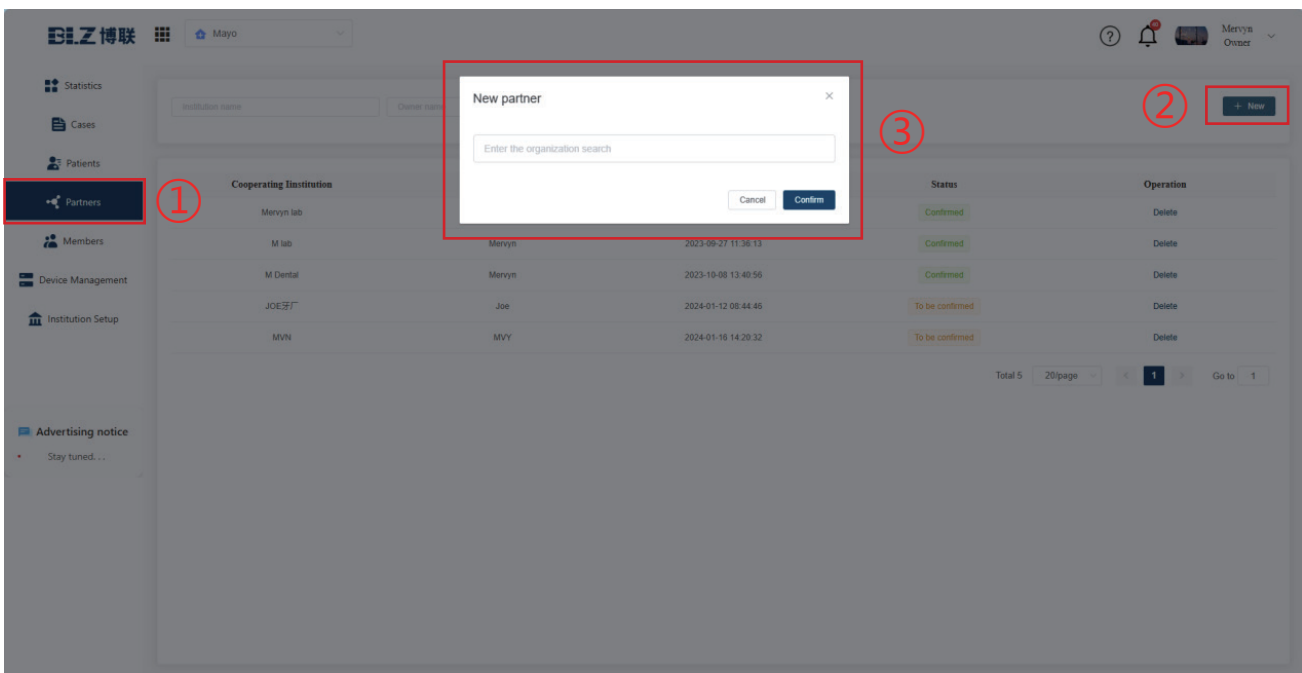 BLZ博联
Mayo
?
Mervyn
Owner
Statistics
Cases
Patients
Partners
Members
Device Management
Institution Setup
Advertising notice
Stay tuned. . .
①
②
③
Institution name
Owner name
+ New
New partner
×
Enter the organization search
Cancel
Confirm
Cooperating Iinstitution Status Operation
Mervyn lab Confirmed Delete
M lab Mervyn 2023-09-27 11:36:13 Confirmed Delete
M Dental Mervyn 2023-10-08 13:40:56 Confirmed Delete
JOE牙厂 Joe 2024-01-12 08:44:46 To be confirmed Delete
MVN MVY 2024-01-16 14:20:32 To be confirmed Delete
Total 5 20/page < 1 > Go to 1